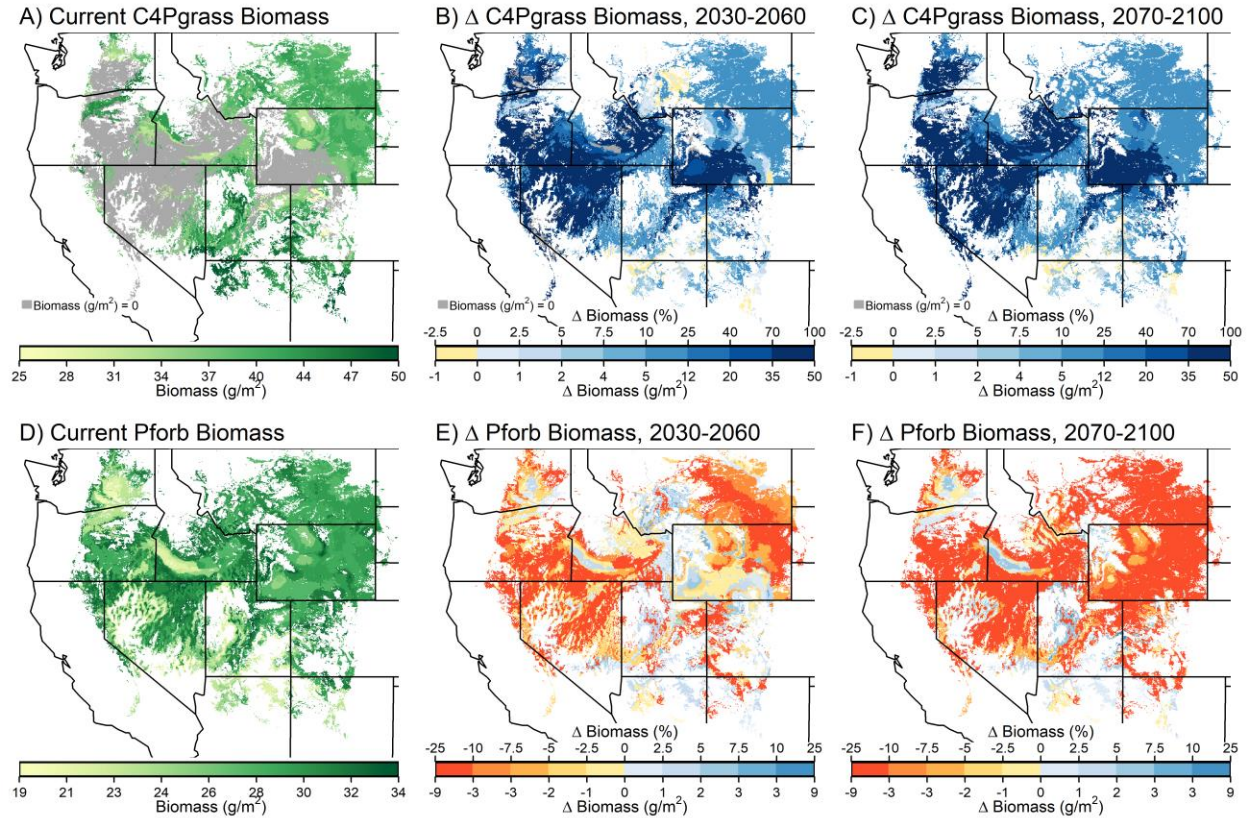 A) Current C4Pgrass Biomass
B) Δ C4Pgrass Biomass, 2030-2060
C) Δ C4Pgrass Biomass, 2070-2100
Biomass (g/m²) = 0
25 28 31 34 37 40 44 47 50
Biomass (g/m²)
Biomass (g/m²) = 0
Δ Biomass (%)
-2.5 0 2.5 5 7.5 10 20 40 70 100
-1 0 1 2 4 5 12 20 35 50
Δ Biomass (g/m²)
Biomass (g/m²) = 0
Δ Biomass (%)
-2.5 0 2.5 5 7.5 10 20 40 70 100
-1 0 1 2 4 5 12 20 35 50
Δ Biomass (g/m²)
D) Current Pforb Biomass
E) Δ Pforb Biomass, 2030-2060
F) Δ Pforb Biomass, 2070-2100
19 21 22 24 26 28 30 32 34
Biomass (g/m²)
Δ Biomass (%)
-25 -10 -7.5 -5 -2.5 0 2.5 5 7.5 10 25
-9 -3 -3 -2 -1 0 1 2 3 3 9
Δ Biomass (g/m²)
Δ Biomass (%)
-25 -10 -7.5 -5 -2.5 0 2.5 5 7.5 10 25
-9 -3 -3 -2 -1 0 1 2 3 3 9
Δ Biomass (g/m²)